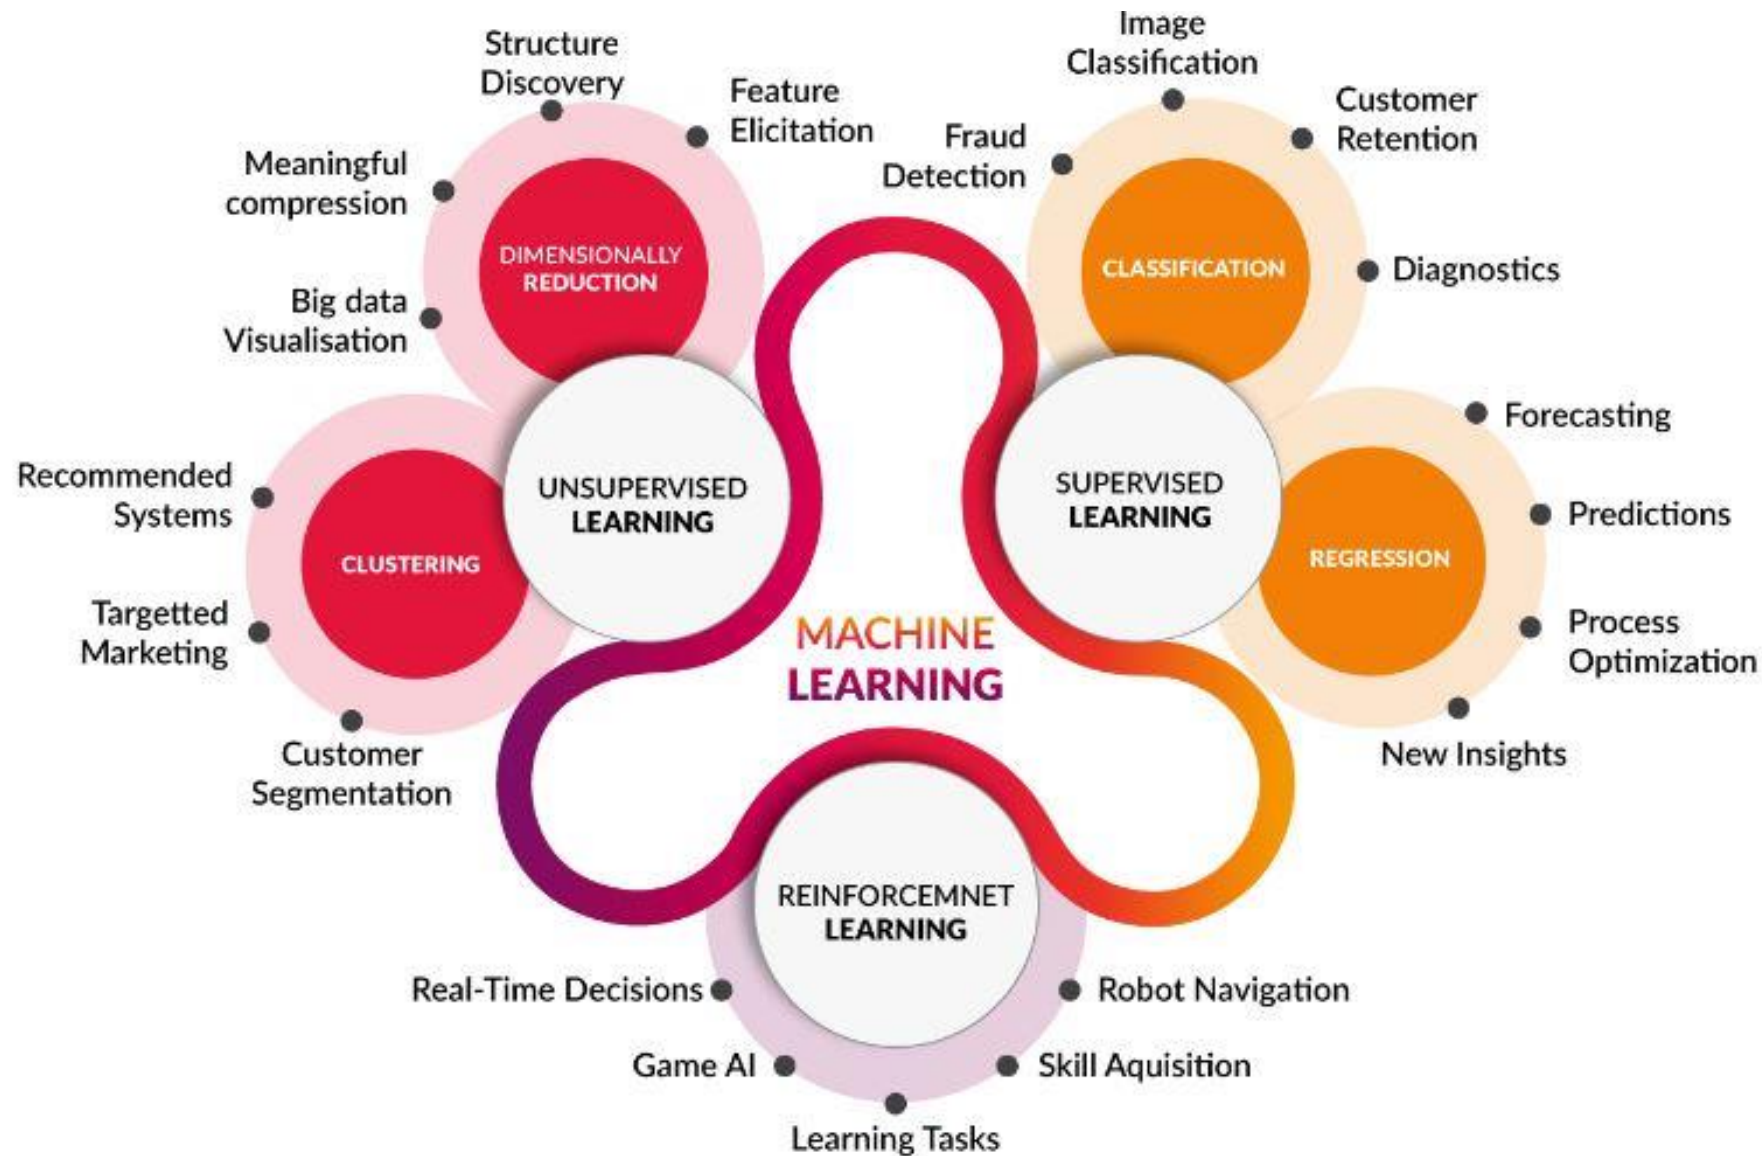 Structure
Discovery
Feature
Elicitation
Meaningful
compression
Big data
Visualisation
DIMENSIONALLY
REDUCTION
Recommended
Systems
Targetted
Marketing
Customer
Segmentation
CLUSTERING
UNSUPERVISED
LEARNING
Image
Classification
Fraud
Detection
Customer
Retention
Diagnostics
CLASSIFICATION
SUPERVISED
LEARNING
Forecasting
Predictions
Process
Optimization
New Insights
REGRESSION
MACHINE
LEARNING
REINFORCEMNET
LEARNING
Real-Time Decisions
Game AI
Learning Tasks
Skill Aquisition
Robot Navigation